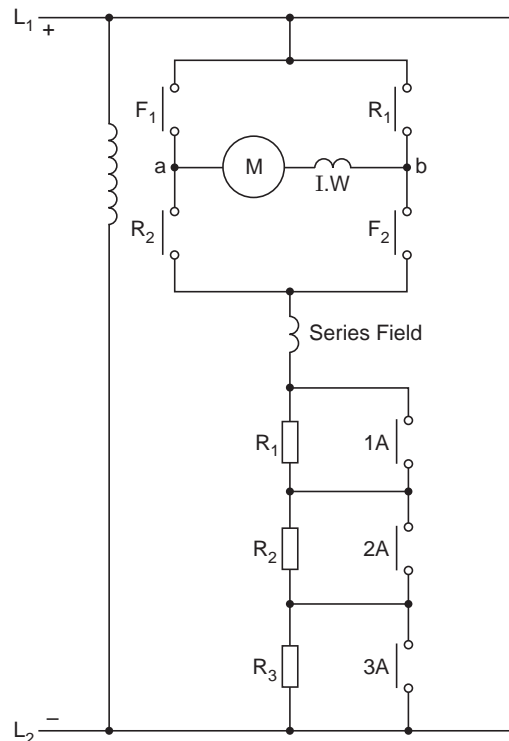 L₁ +
F₁
R₁
a
M
b
I.W
R₂
F₂
Series Field
R₁
1A
R₂
2A
R₃
3A
L₂ −